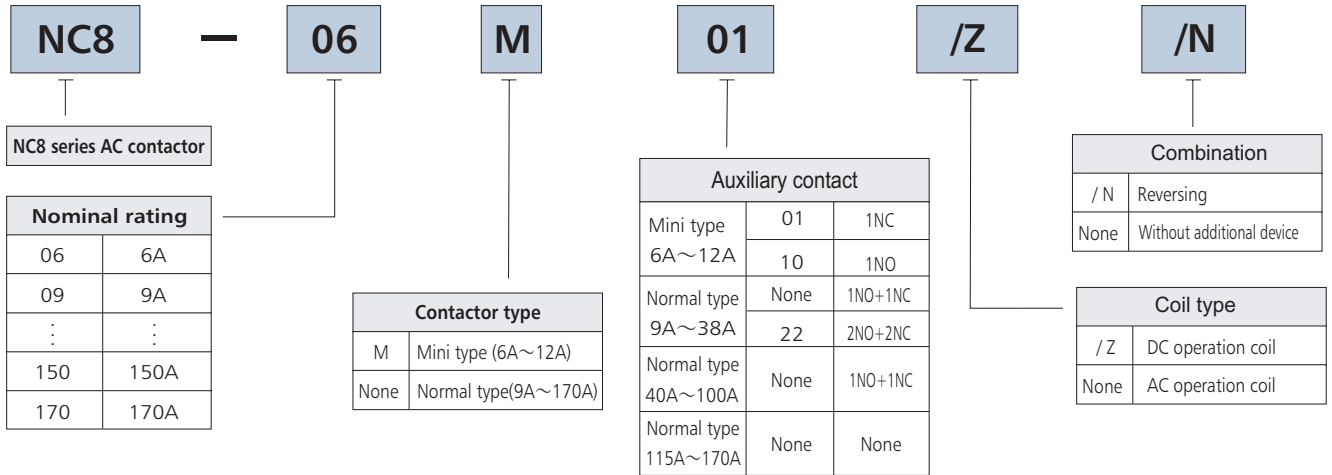 NC8 – 06 M 01 /Z /N
NC8 series AC contactor
Nominal rating
06 6A
09 9A
⋮ ⋮
150 150A
170 170A
Contactor type
M Mini type (6A～12A)
None Normal type(9A～170A)
Auxiliary contact
Mini type
6A～12A
01 1NC
10 1NO
Normal type
9A～38A
None 1NO+1NC
22 2NO+2NC
Normal type
40A～100A
None 1NO+1NC
Normal type
115A～170A
None None
Combination
/ N Reversing
None Without additional device
Coil type
/ Z DC operation coil
None AC operation coil